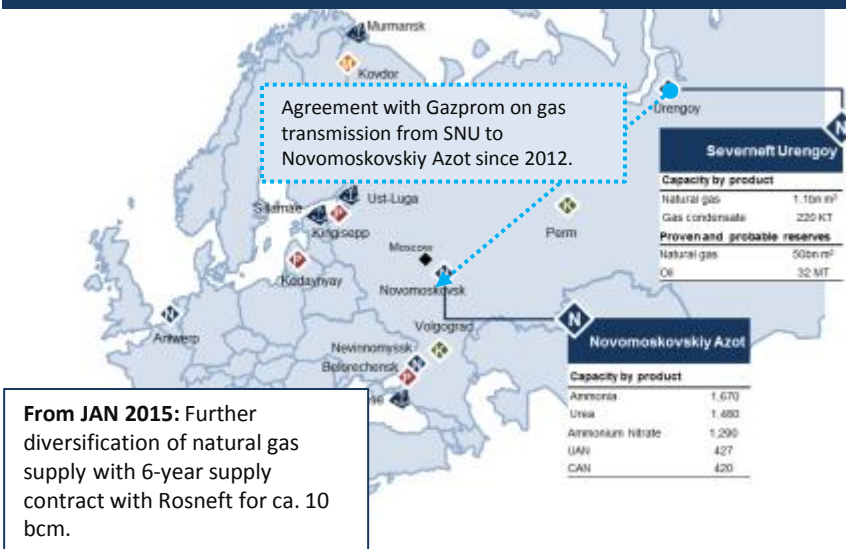 Murmansk
Kovdor
Agreement with Gazprom on gas
transmission from SNU to
Novomoskovskiy Azot since 2012.
Urengoy
N
Severneft Urengoy
Capacity by product
Natural gas 1.1bn m³
Gas condensate 220 KT
Proven and probable reserves
Natural gas 50bn m³
Oil 32 MT
Sillamäe
Ust-Luga
P
K
Kingisepp
Perm
Moscow
P
Novomoskovsk
N
Antwerp
Volgograd
N
Novomoskovskiy Azot
Nevinnomyssk
N
K
Belorechensk
P
Capacity by product
Ammonia 1,670
Urea 1,480
Ammonium Nitrate 1,290
UAN 427
CAN 420
From JAN 2015: Further
diversification of natural gas
supply with 6-year supply
contract with Rosneft for ca. 10
bcm.